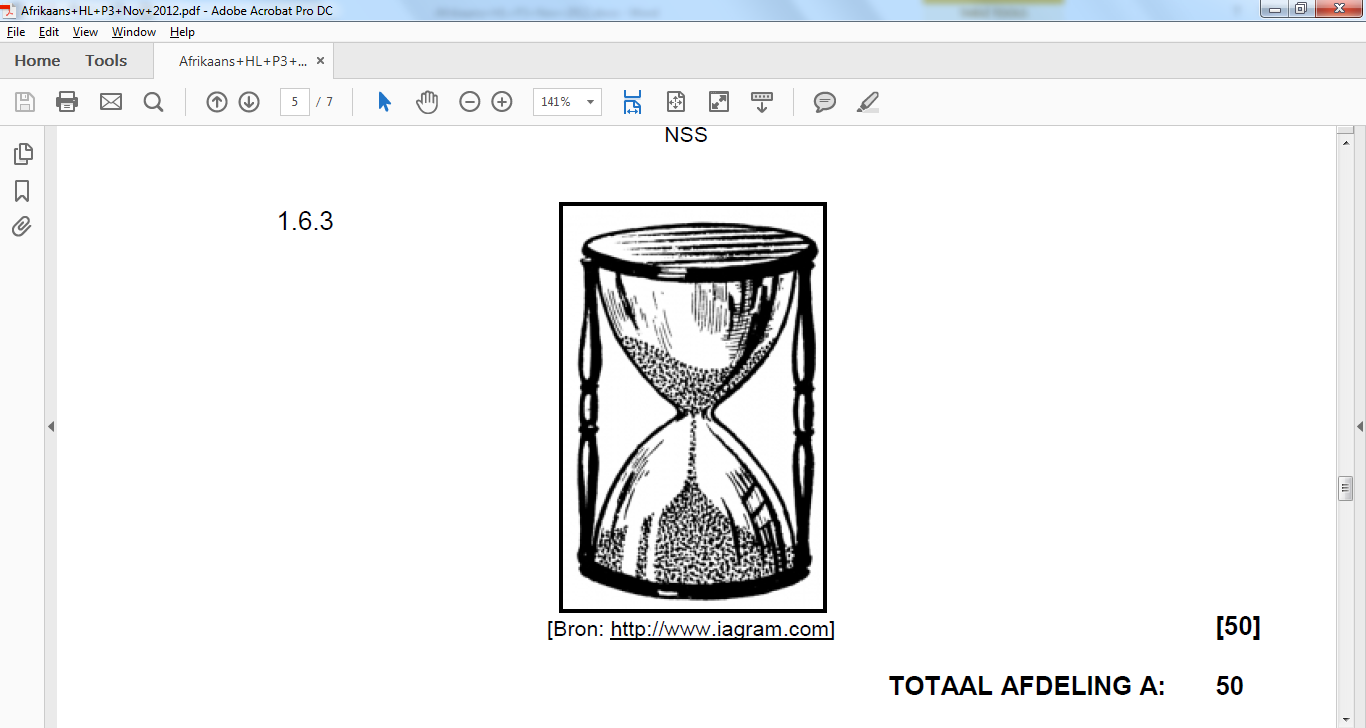 Afrikaans+HL+P3+Nov+2012.pdf - Adobe Acrobat Pro DC
File Edit View Window Help
Home Tools Afrikaans+HL+P3+... ×
5 / 7 141%
NSS
1.6.3
[Bron: http://www.iagram.com]
[50]
TOTAAL AFDELING A: 50